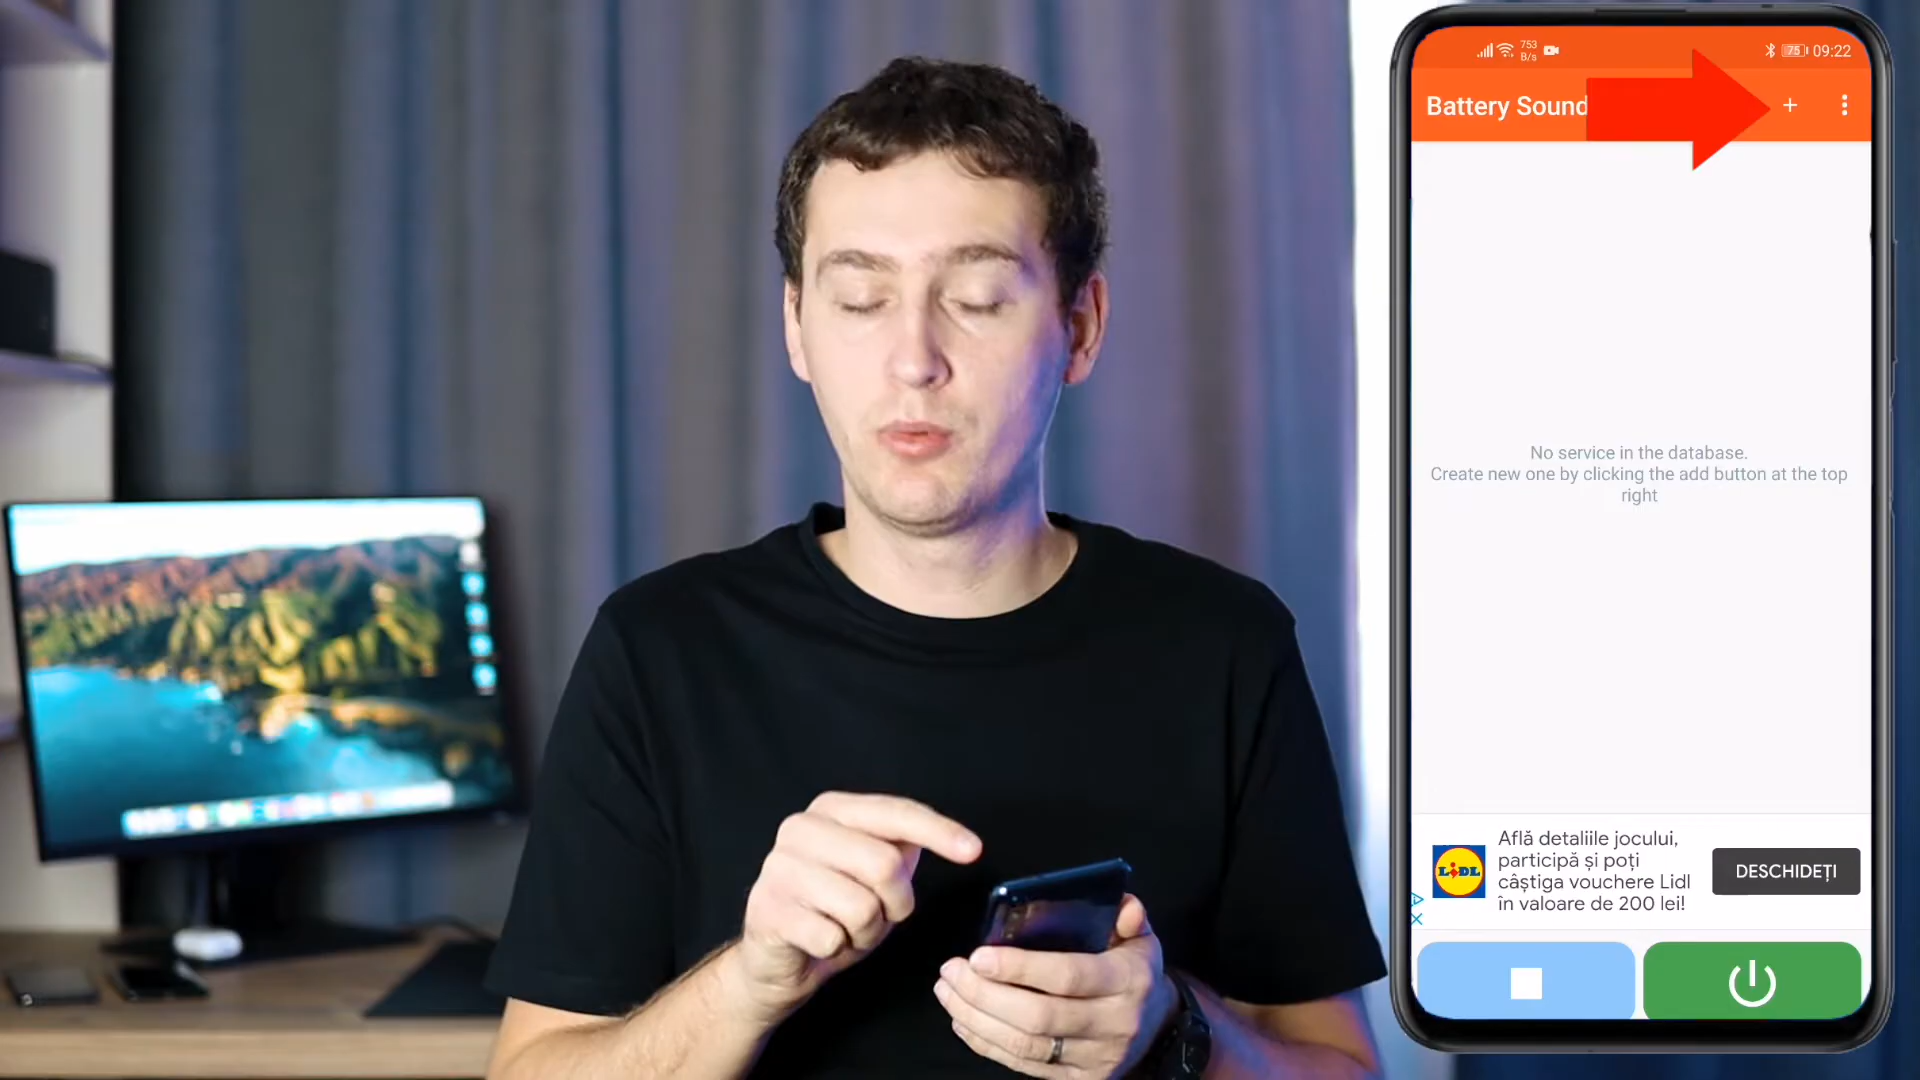 753
B/s
75
09:22
Battery Sound
+
No service in the database.
Create new one by clicking the add button at the top
right
LIDL
Află detaliile jocului,
participă și poți
câștiga vouchere Lidl
în valoare de 200 lei!
DESCHIDEȚI